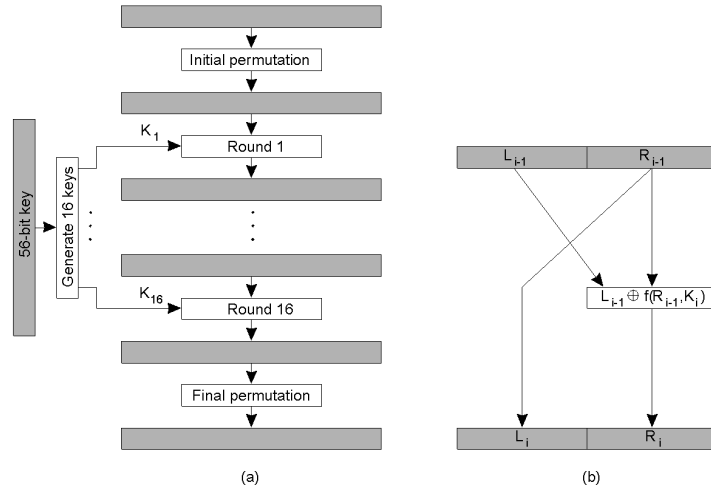 Initial permutation
K1
Round 1
56-bit key
Generate 16 keys
K16
Round 16
Final permutation
(a)
Li-1 Ri-1
Li-1 ⊕ f(Ri-1,Ki)
Li Ri
(b)